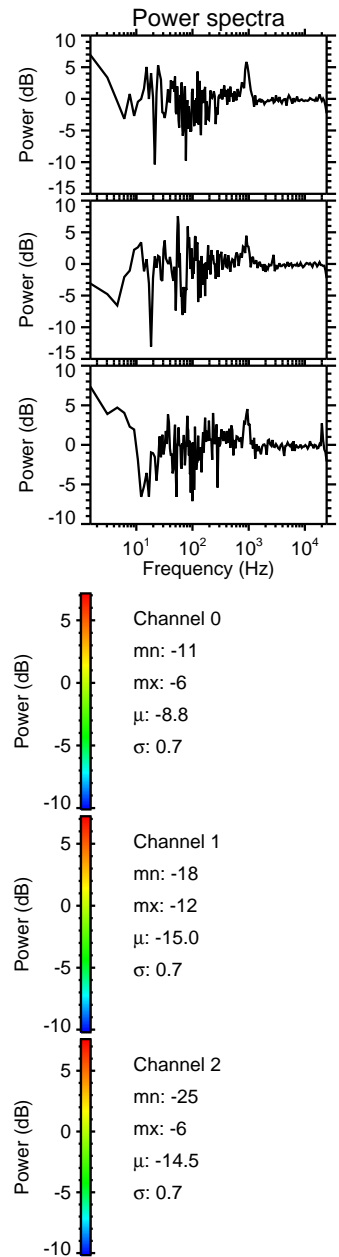 Power spectra
10
5
0
-5
-10
-15
Power (dB)
10
5
0
-5
-10
-15
Power (dB)
10
5
0
-5
-10
Power (dB)
10¹ 10² 10³ 10⁴
Frequency (Hz)
5
0
-5
-10
Power (dB)
Channel 0
mn: -11
mx: -6
μ: -8.8
σ: 0.7
5
0
-5
-10
Power (dB)
Channel 1
mn: -18
mx: -12
μ: -15.0
σ: 0.7
5
0
-5
-10
Power (dB)
Channel 2
mn: -25
mx: -6
μ: -14.5
σ: 0.7